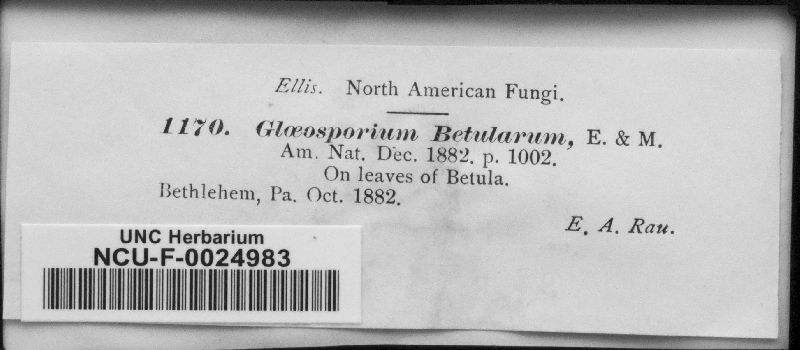 Ellis. North American Fungi.
1170. Glœosporium Betularum, E. & M.
Am. Nat. Dec. 1882. p. 1002.
On leaves of Betula.
Bethlehem, Pa. Oct. 1882.
E. A. Rau.
UNC Herbarium
NCU-F-0024983